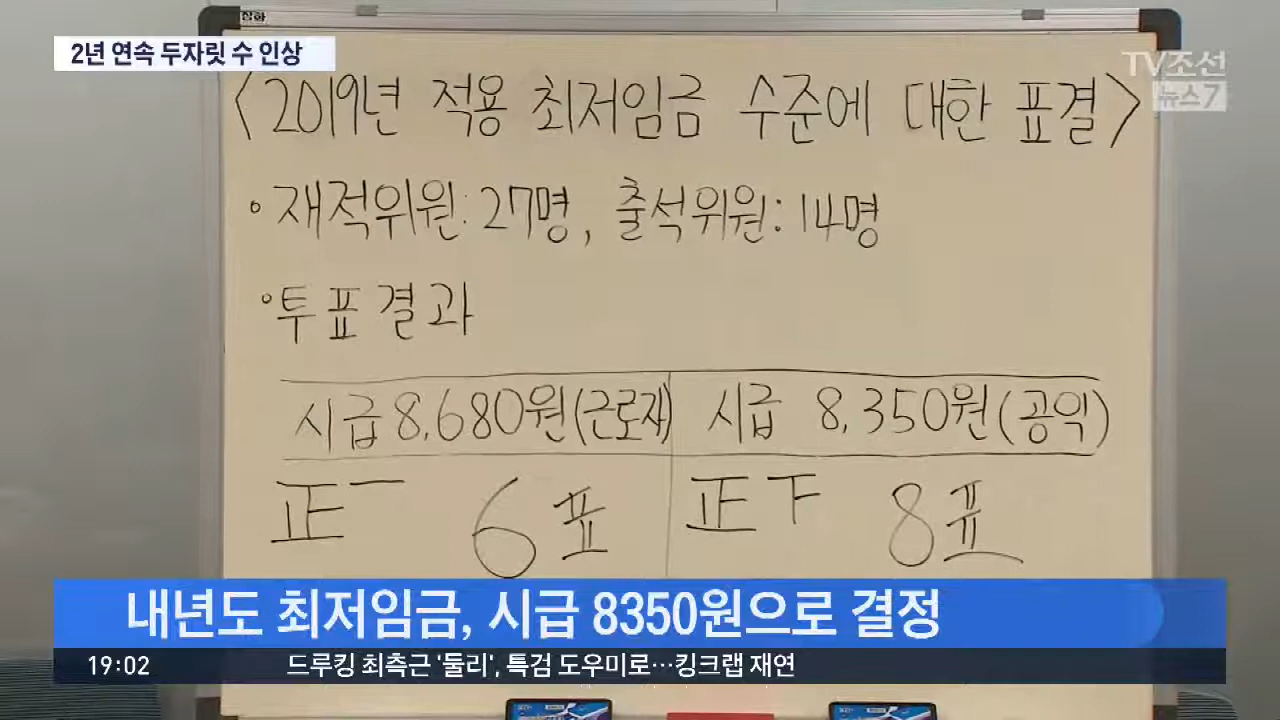 삼화
2년 연속 두자릿 수 인상
TV조선
뉴스7
<2019년 적용 최저임금 수준에 대한 표결>
• 재적위원: 27명, 출석위원: 14명
• 투표결과
시급 8,680원(근로자) 시급 8,350원(공익)
正一 6표 正下 8표
내년도 최저임금, 시급 8350원으로 결정
19:02 드루킹 최측근 '둘리', 특검 도우미로…킹크랩 재연